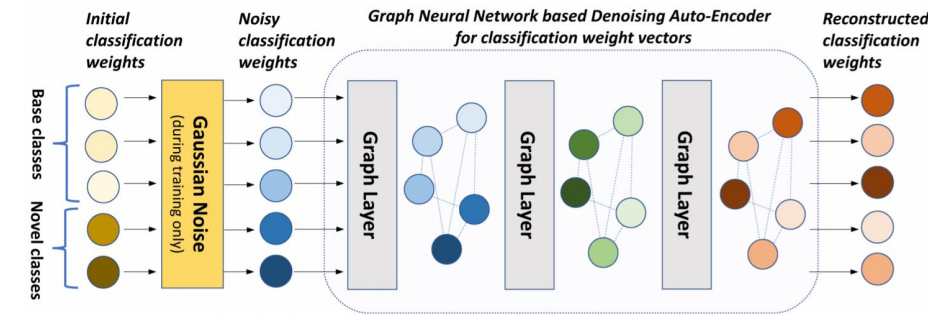 Initial
classification
weights
Noisy
classification
weights
Graph Neural Network based Denoising Auto-Encoder
for classification weight vectors
Reconstructed
classification
weights
Base classes
Novel classes
Gaussian Noise
(during training only)
Graph Layer
Graph Layer
Graph Layer